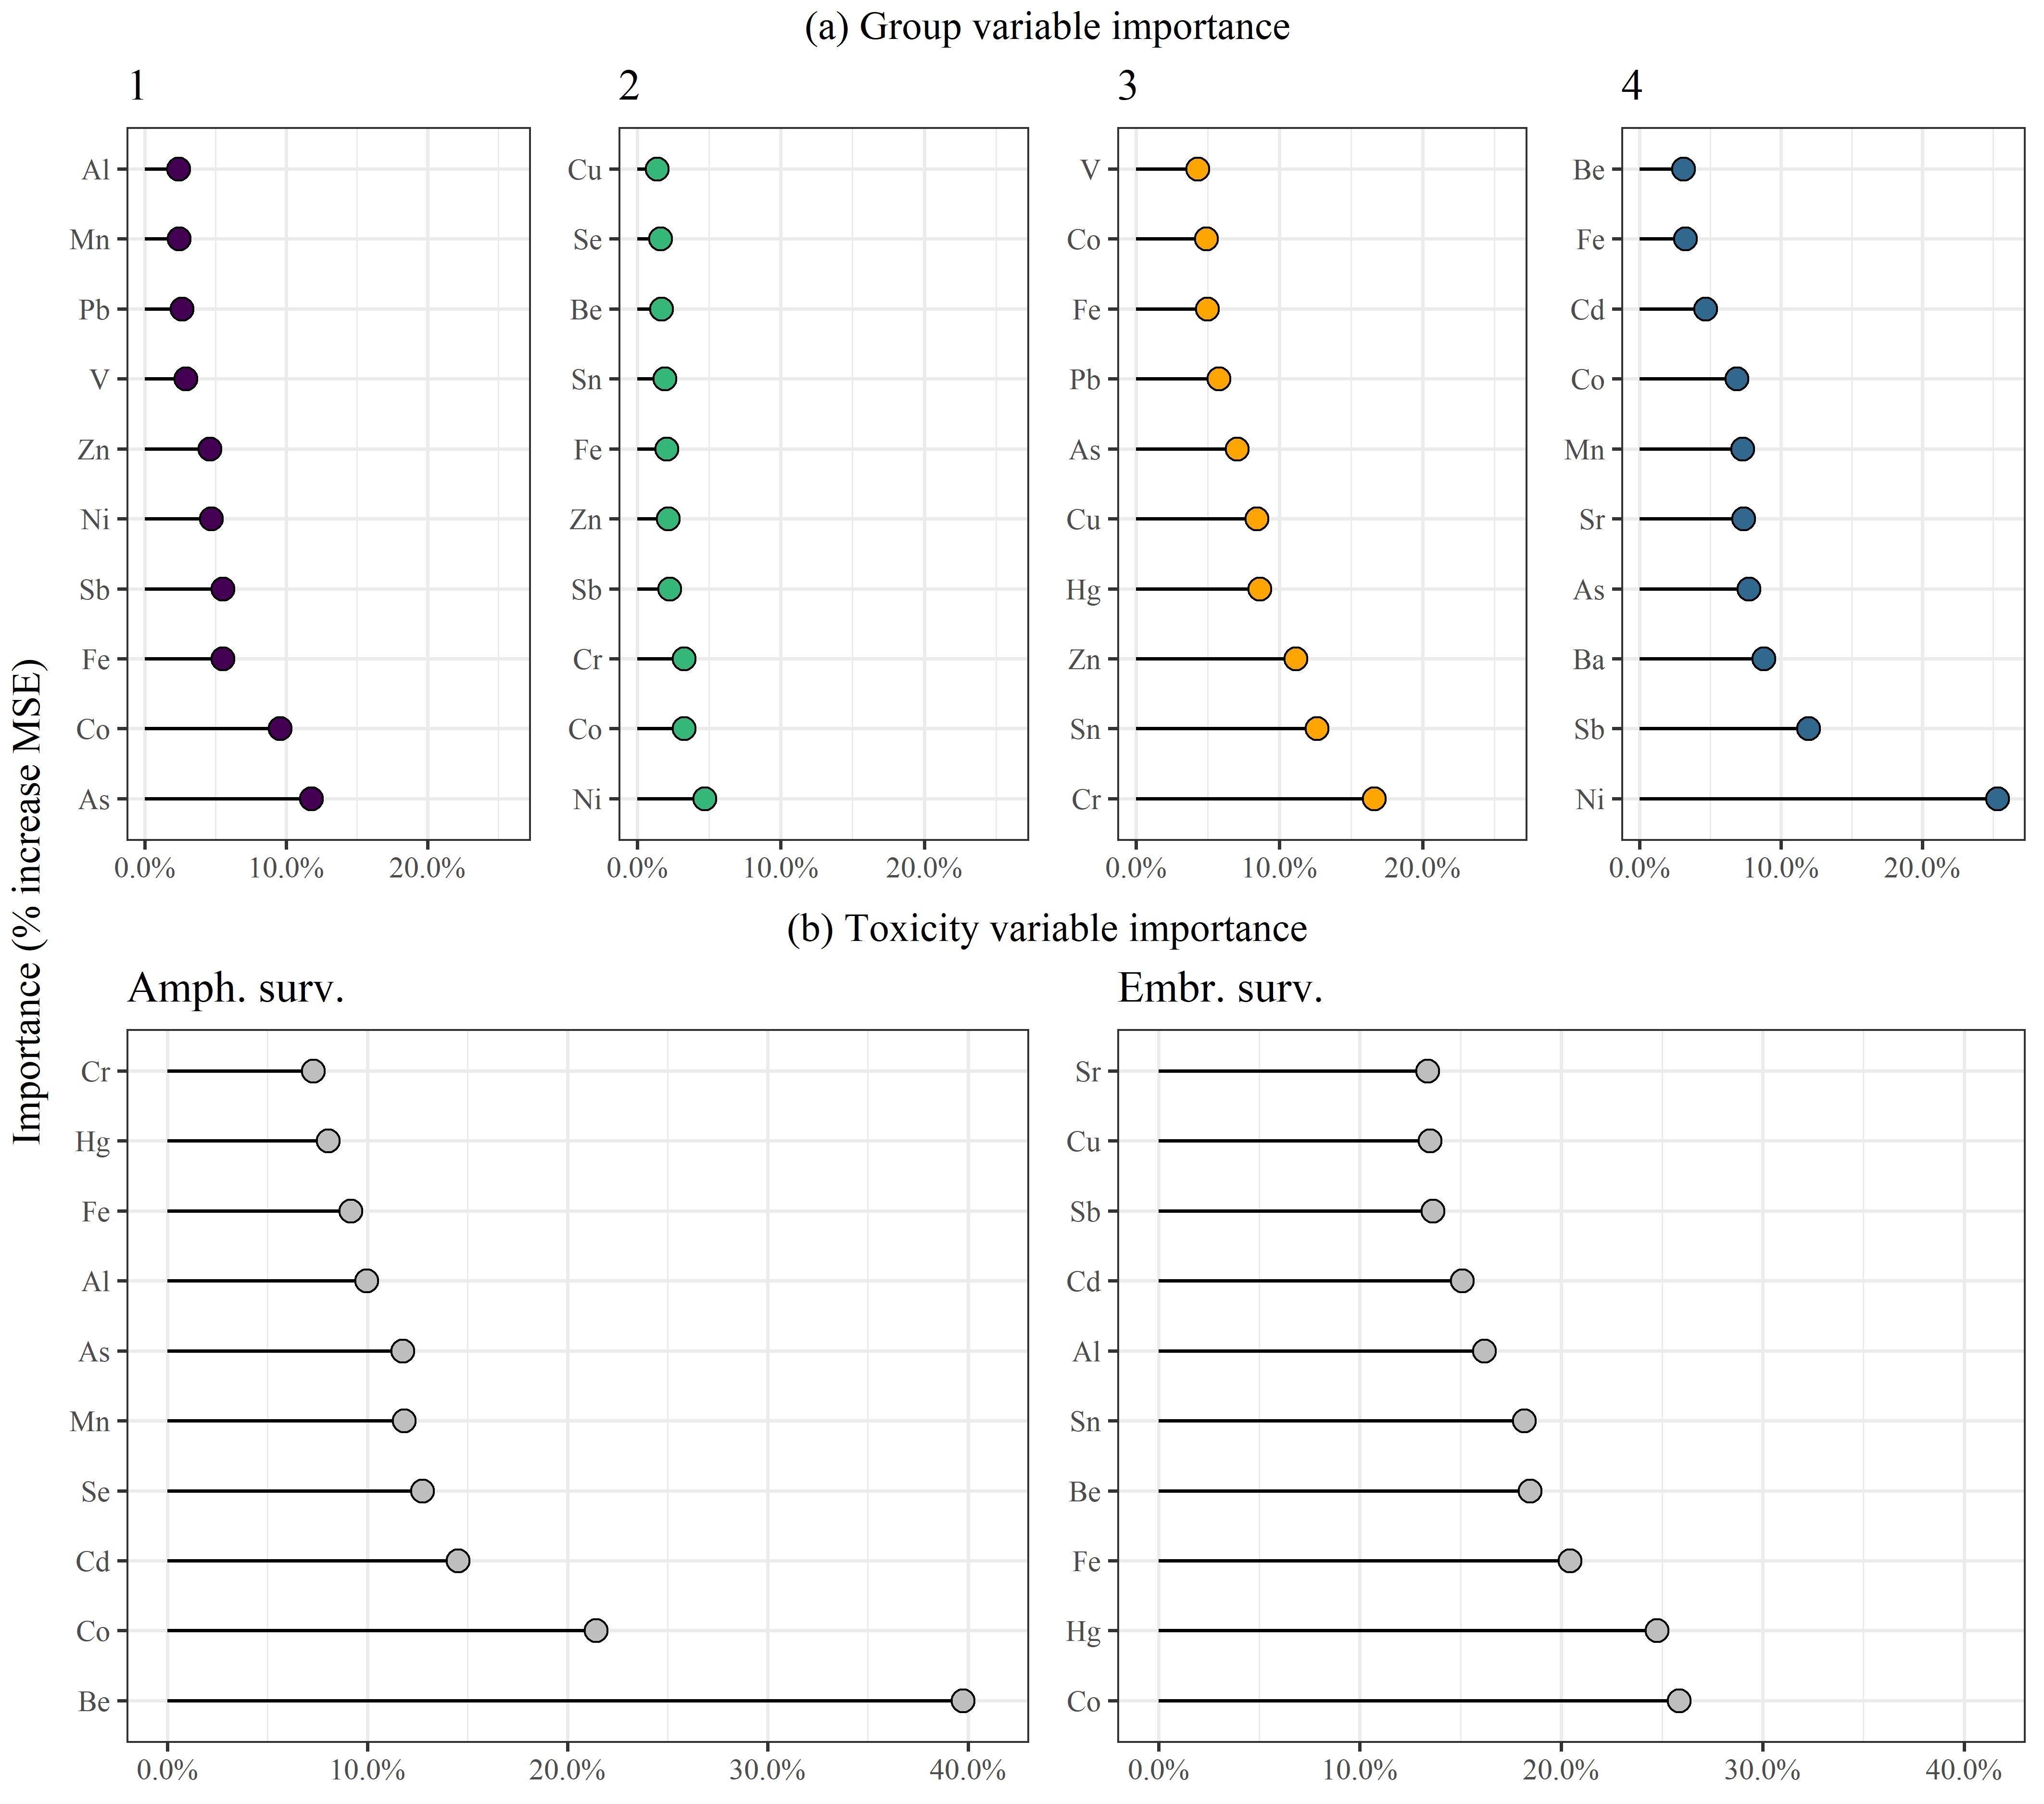 (a) Group variable importance
1
2
3
4
Al
Mn
Pb
V
Zn
Ni
Sb
Fe
Co
As
0.0% 10.0% 20.0%
Cu
Se
Be
Sn
Fe
Zn
Sb
Cr
Co
Ni
0.0% 10.0% 20.0%
V
Co
Fe
Pb
As
Cu
Hg
Zn
Sn
Cr
0.0% 10.0% 20.0%
Be
Fe
Cd
Co
Mn
Sr
As
Ba
Sb
Ni
0.0% 10.0% 20.0%
Importance (% increase MSE)
(b) Toxicity variable importance
Amph. surv.
Cr
Hg
Fe
Al
As
Mn
Se
Cd
Co
Be
0.0% 10.0% 20.0% 30.0% 40.0%
Embr. surv.
Sr
Cu
Sb
Cd
Al
Sn
Be
Fe
Hg
Co
0.0% 10.0% 20.0% 30.0% 40.0%